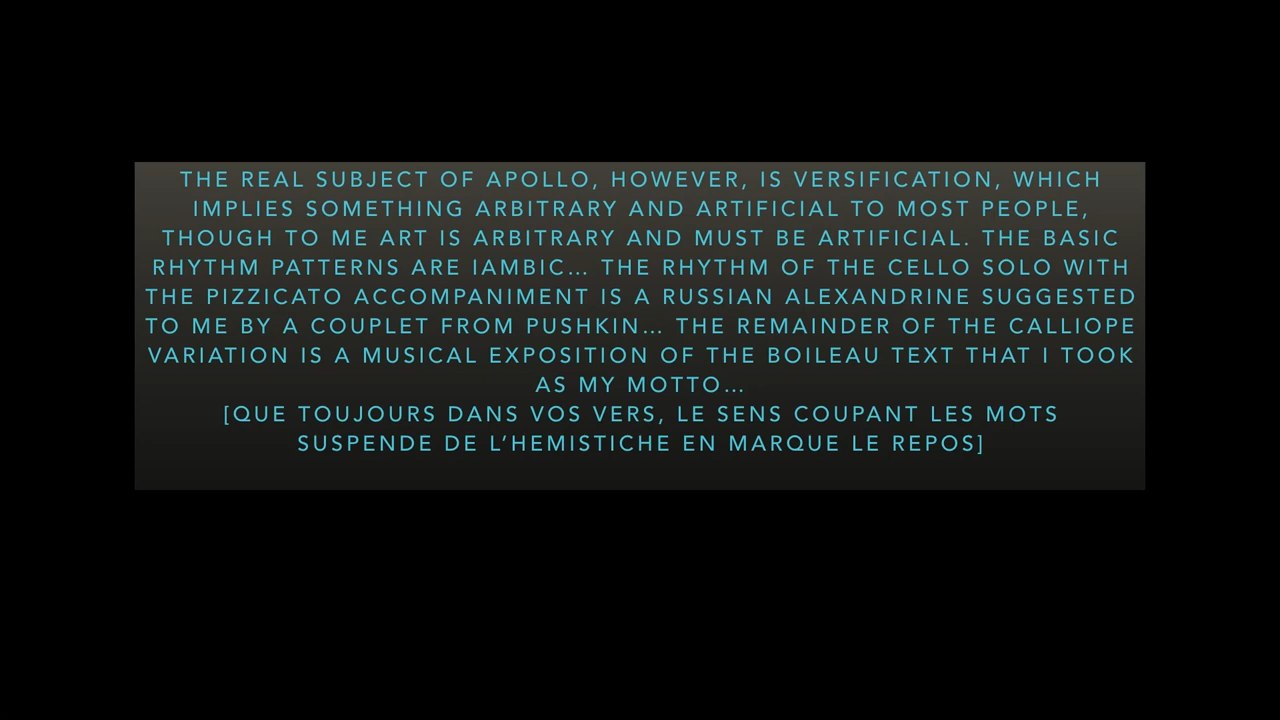 THE REAL SUBJECT OF APOLLO, HOWEVER, IS VERSIFICATION, WHICH
IMPLIES SOMETHING ARBITRARY AND ARTIFICIAL TO MOST PEOPLE,
THOUGH TO ME ART IS ARBITRARY AND MUST BE ARTIFICIAL. THE BASIC
RHYTHM PATTERNS ARE IAMBIC… THE RHYTHM OF THE CELLO SOLO WITH
THE PIZZICATO ACCOMPANIMENT IS A RUSSIAN ALEXANDRINE SUGGESTED
TO ME BY A COUPLET FROM PUSHKIN… THE REMAINDER OF THE CALLIOPE
VARIATION IS A MUSICAL EXPOSITION OF THE BOILEAU TEXT THAT I TOOK
AS MY MOTTO…
[QUE TOUJOURS DANS VOS VERS, LE SENS COUPANT LES MOTS
SUSPENDE DE L’HEMISTICHE EN MARQUE LE REPOS]